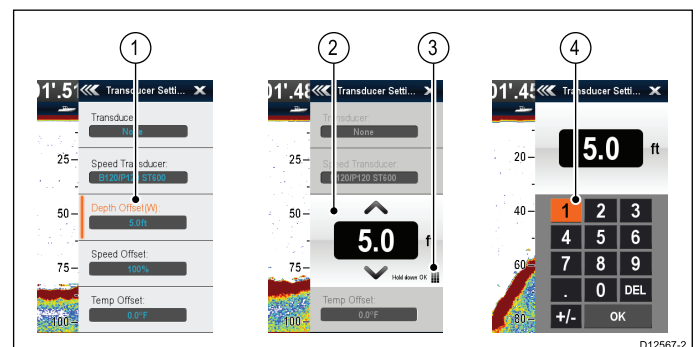 1
2
3
4
01'.51
Transducer Setti...
X
Transducer:
None
Speed Transducer:
B120/P120 ST600
Depth Offset(W):
5.0ft
Speed Offset:
100%
Temp Offset:
0.0°F
25
50
75
100
01'.48
Transducer Setti...
X
Transducer:
None
Speed Transducer:
B120/P120 ST600
5.0
f
Hold down OK
Temp Offset:
0.0°F
25
50
75
100
01'.45
Transducer Setti...
X
5.0 ft
1 2 3
4 5 6
7 8 9
. 0 DEL
+/- OK
20
40
60
80
D12567-2